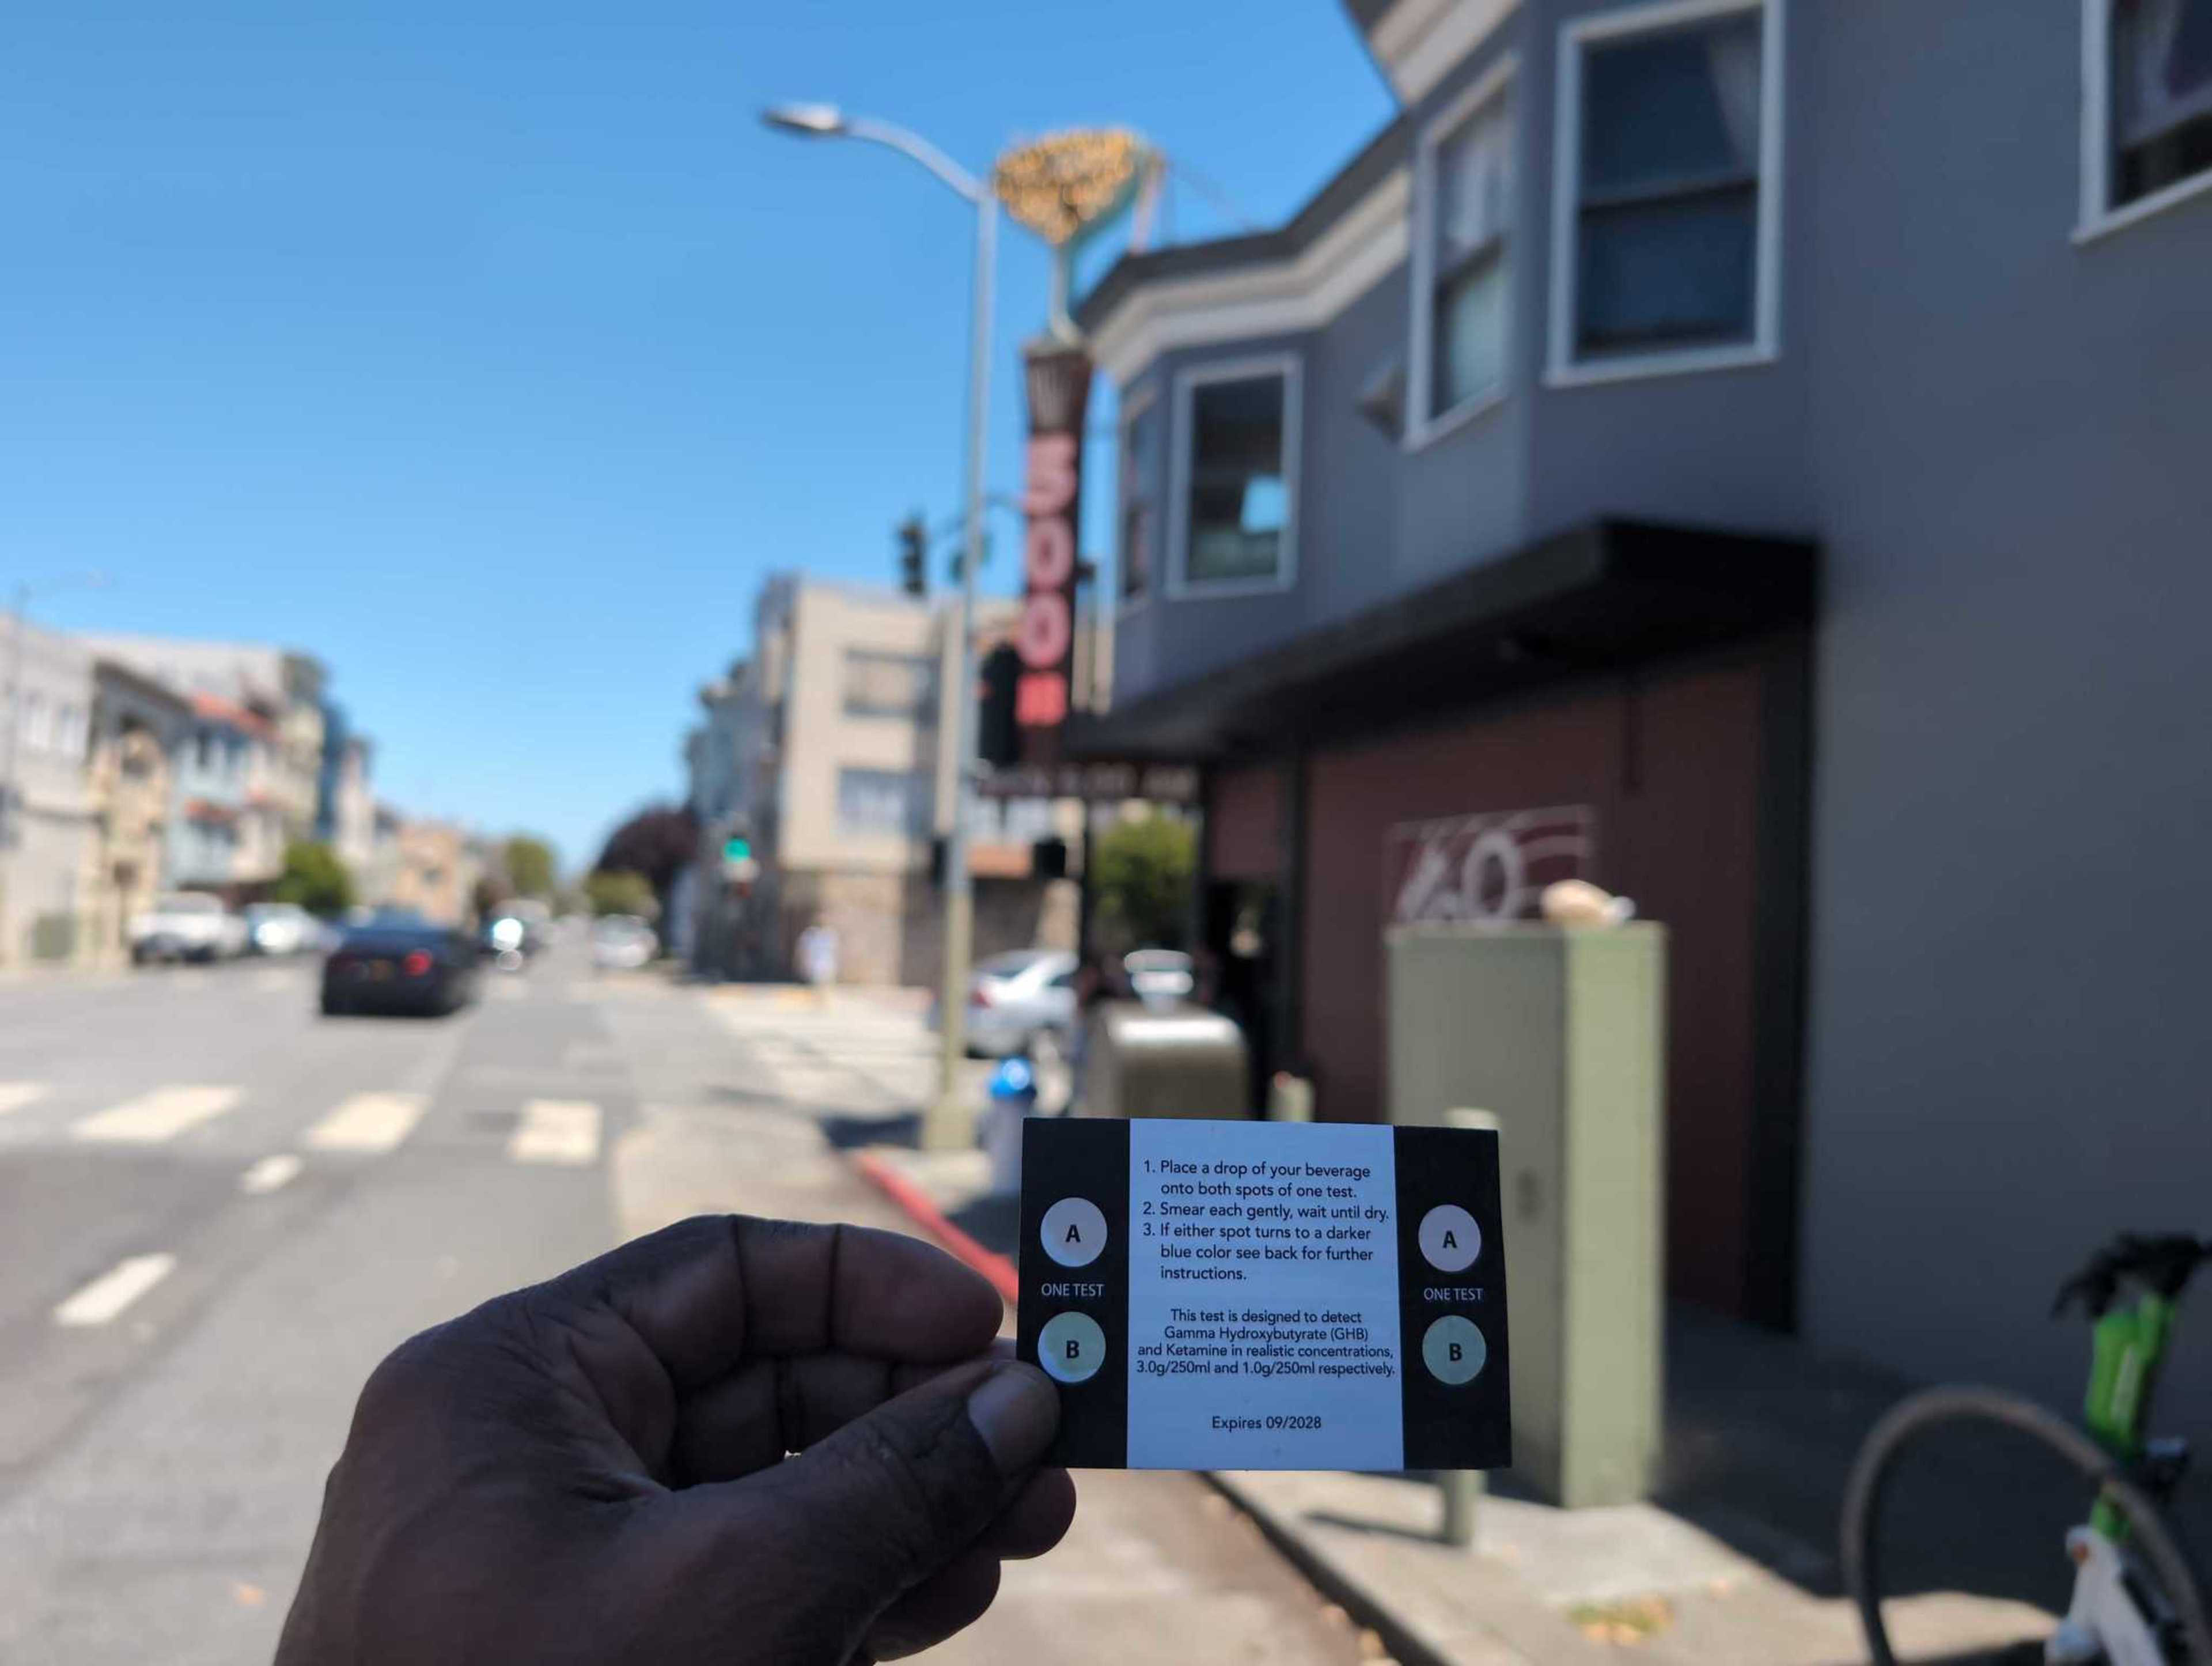 500
60
1. Place a drop of your beverage
onto both spots of one test.
2. Smear each gently, wait until dry.
3. If either spot turns to a darker
blue color see back for further
instructions.
This test is designed to detect
Gamma Hydroxybutyrate (GHB)
and Ketamine in realistic concentrations,
3.0g/250ml and 1.0g/250ml respectively.
Expires 09/2028
A
ONE TEST
B
A
ONE TEST
B